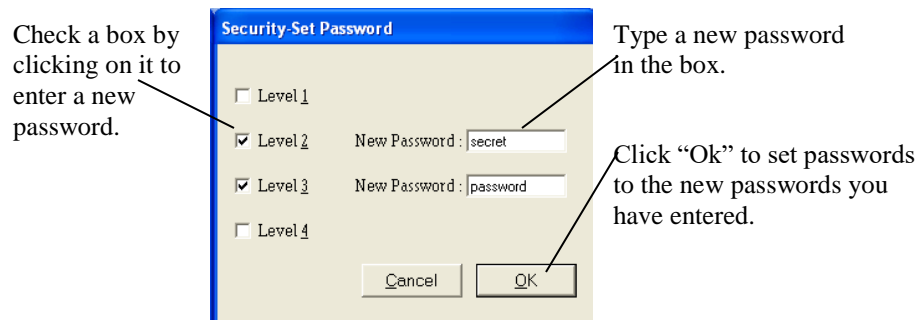 Check a box by
clicking on it to
enter a new
password.
Security-Set Password
Level 1
Level 2 New Password : secret
Level 3 New Password : password
Level 4
Cancel OK
Type a new password
in the box.
Click “Ok” to set passwords
to the new passwords you
have entered.